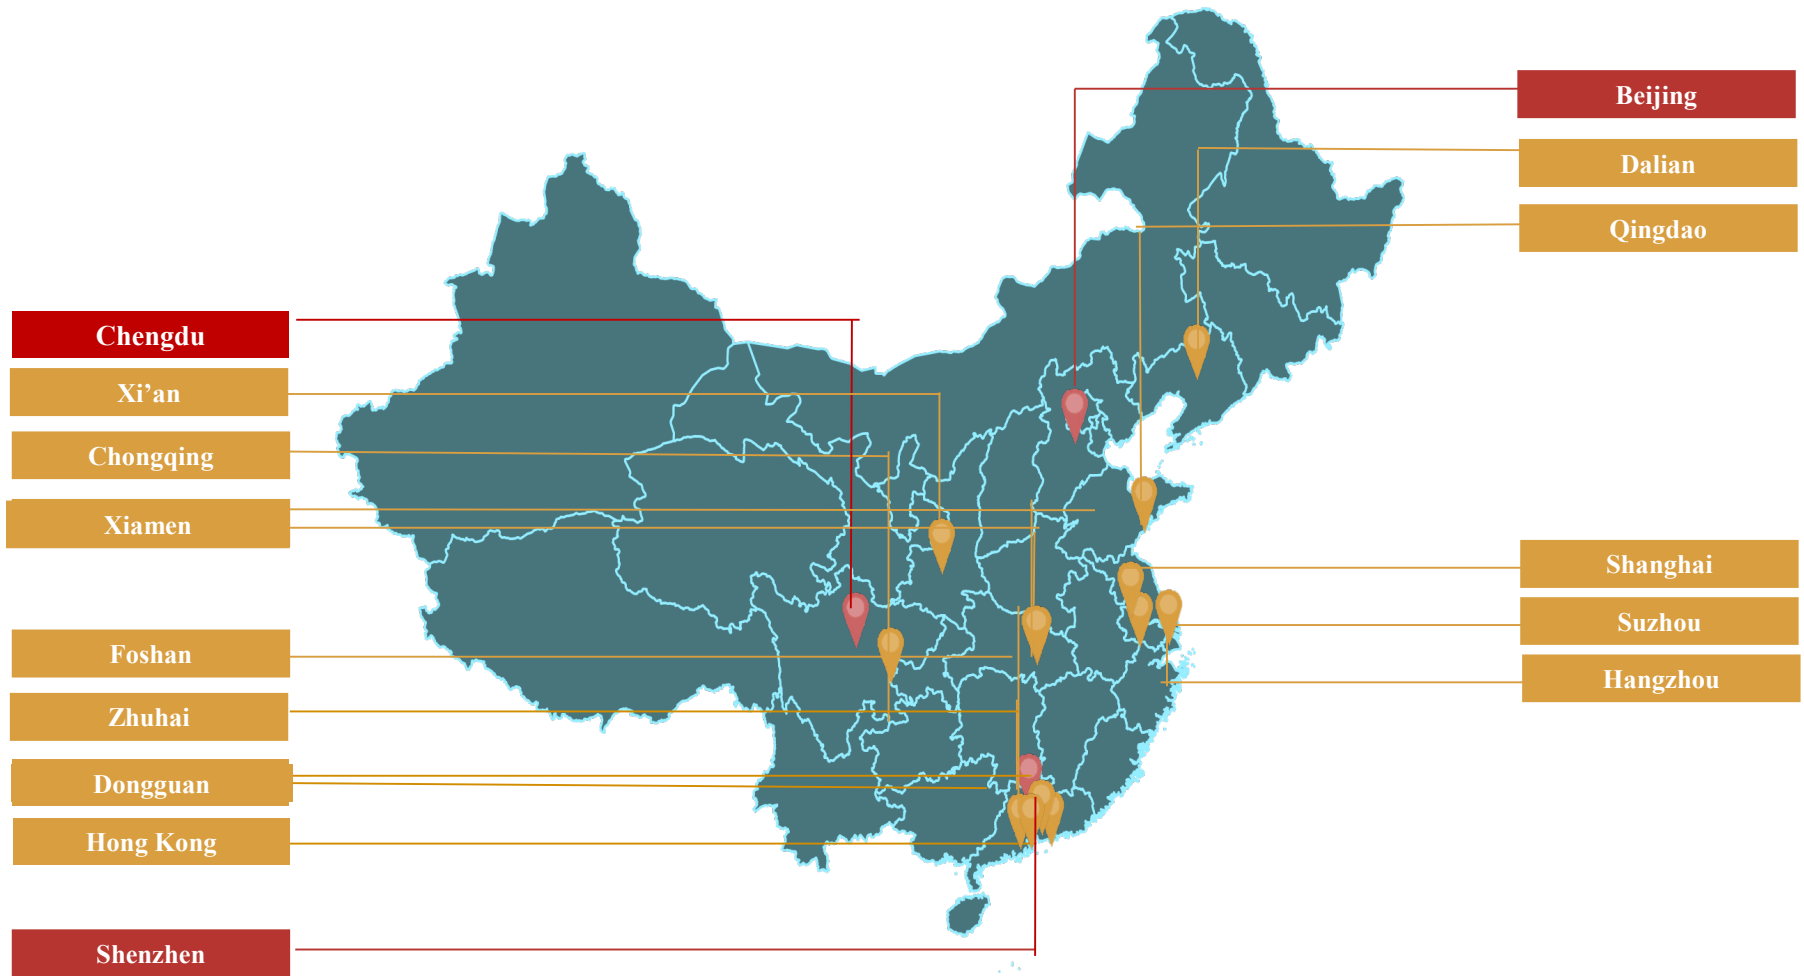 Beijing
Dalian
Qingdao
Chengdu
Xi’an
Chongqing
Xiamen
Shanghai
Suzhou
Foshan
Hangzhou
Zhuhai
Dongguan
Hong Kong
Shenzhen